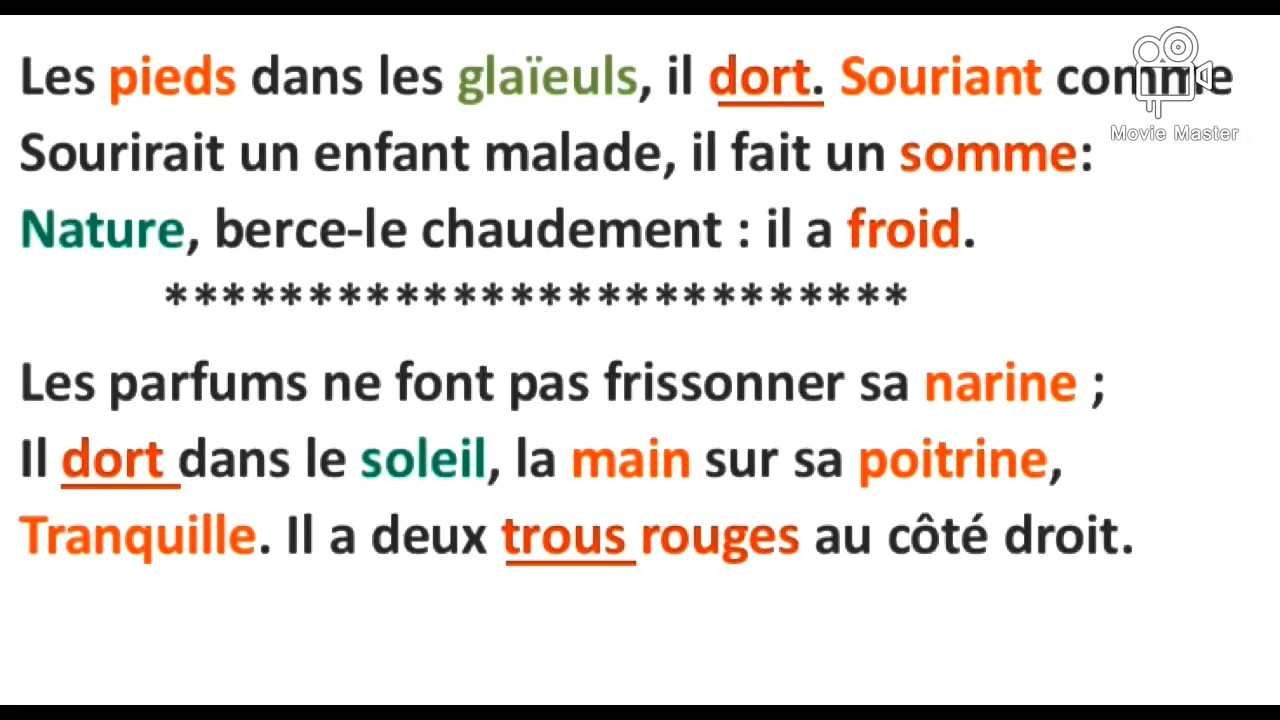 Les pieds dans les glaïeuls, il dort. Souriant comme
Movie Master
Sourirait un enfant malade, il fait un somme:
Nature, berce-le chaudement : il a froid.
**************************
Les parfums ne font pas frissonner sa narine ;
Il dort dans le soleil, la main sur sa poitrine,
Tranquille. Il a deux trous rouges au côté droit.